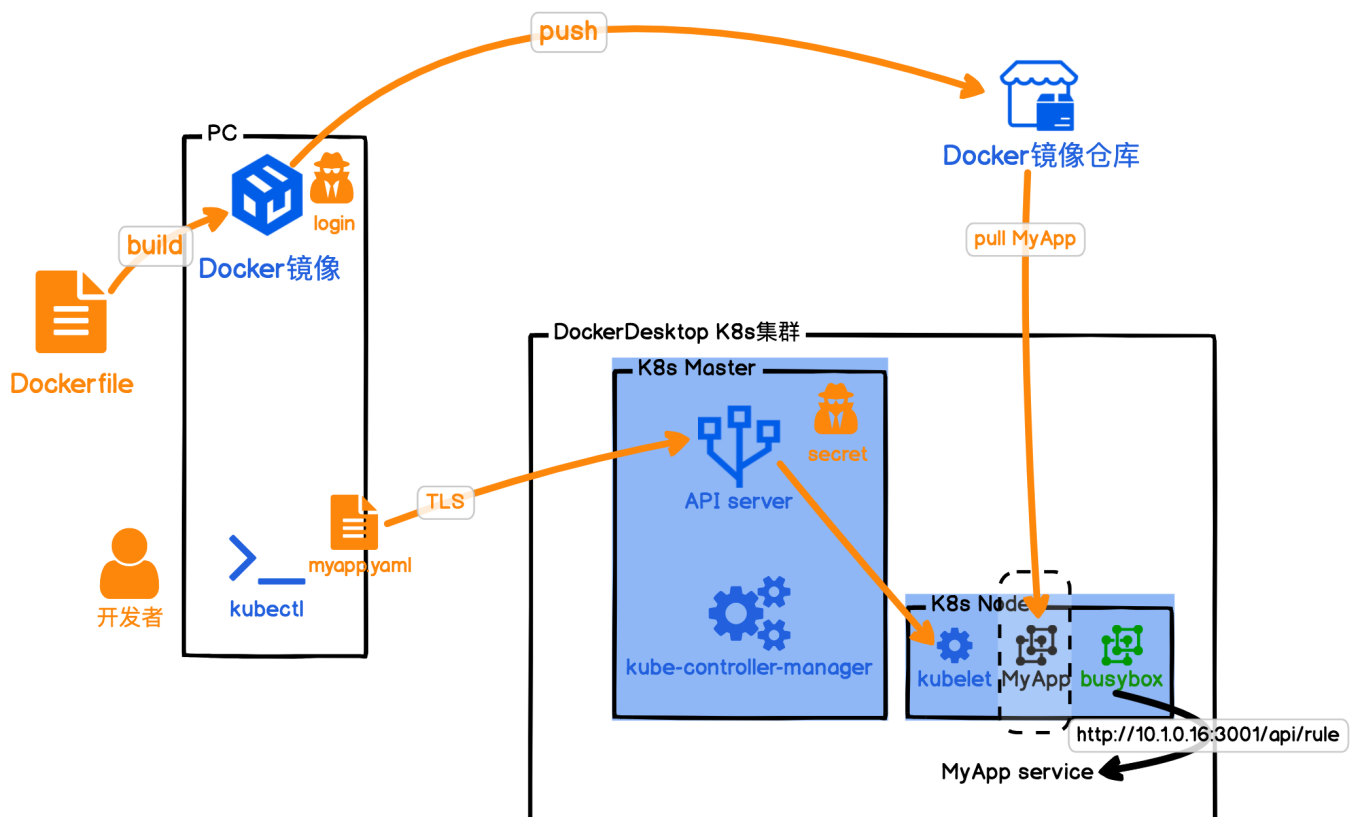 push
PC
login
build
Docker镜像
Dockerfile
Docker镜像仓库
pull MyApp
DockerDesktop K8s集群
K8s Master
secret
API server
TLS
myapp.yaml
开发者
kubectl
kube-controller-manager
K8s Node
kubelet
MyApp
busybox
http://10.1.0.16:3001/api/rule
MyApp service